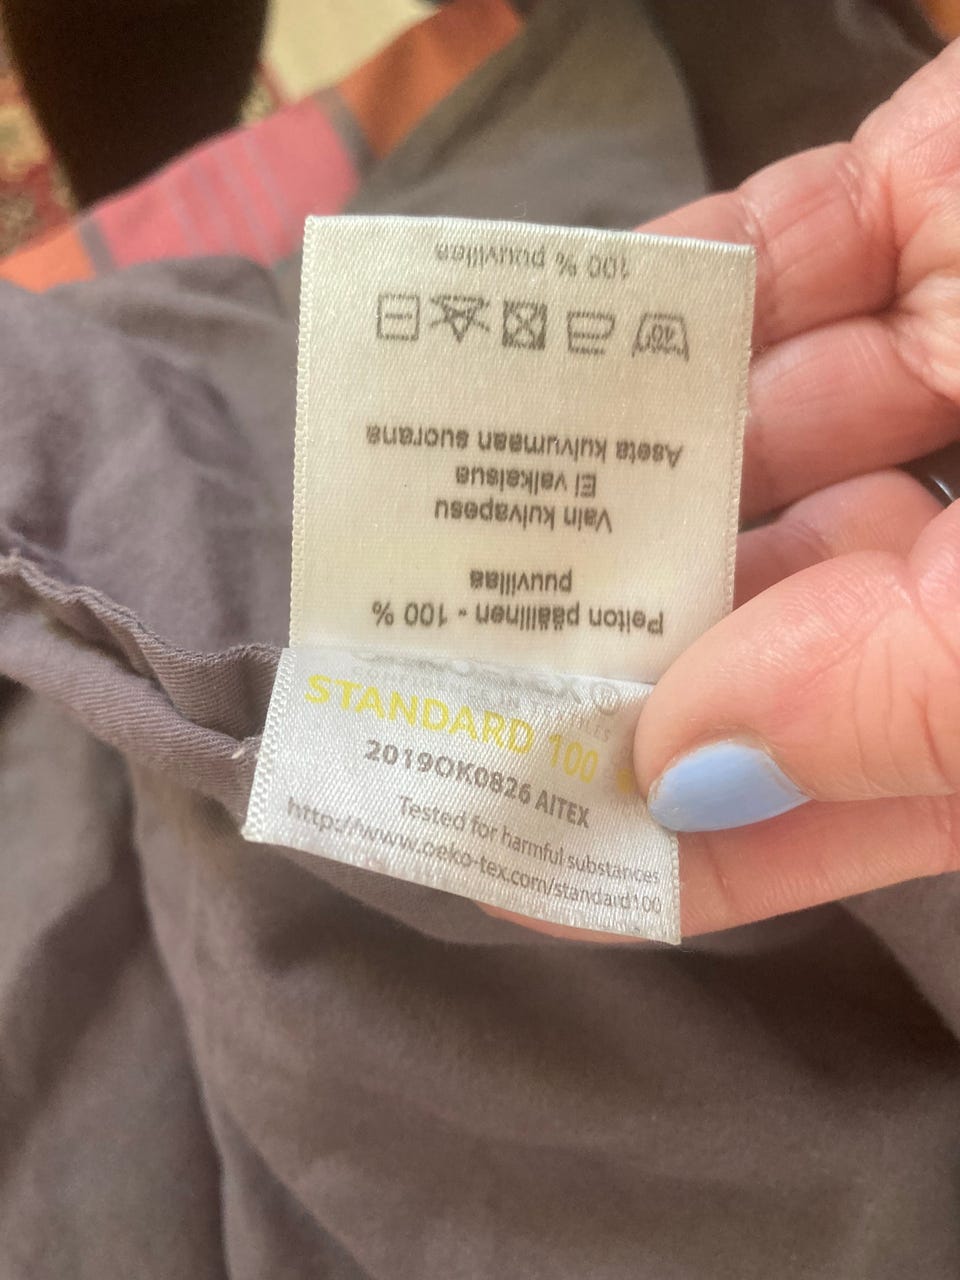 Peiton päällinen - 100 %
puuvillaa
Vain kuivapesu
Ei valkaisua
Aseta kuivumaan suorana
40°
100 % puuvillaa
STANDARD 100
2019OK0826 AITEX
Tested for harmful substances
http://www.oeko-tex.com/standard100